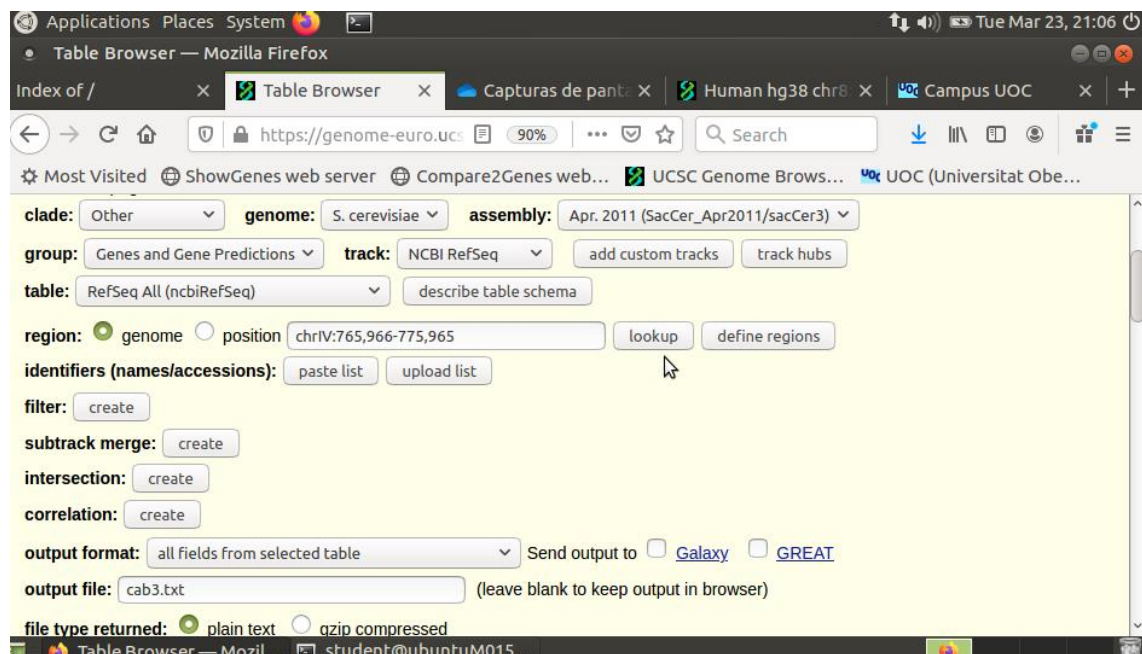 Applications Places System Tue Mar 23, 21:06
Table Browser — Mozilla Firefox
Index of / Table Browser Capturas de panta Human hg38 chr8: Campus UOC
https://genome-euro.ucs 90% Search
Most Visited ShowGenes web server Compare2Genes web... UCSC Genome Brows... UOC (Universitat Obe...
clade: Other genome: S. cerevisiae assembly: Apr. 2011 (SacCer_Apr2011/sacCer3)
group: Genes and Gene Predictions track: NCBI RefSeq add custom tracks track hubs
table: RefSeq All (ncbiRefSeq) describe table schema
region: genome position chrIV:765,966-775,965 lookup define regions
identifiers (names/accessions): paste list upload list
filter: create
subtrack merge: create
intersection: create
correlation: create
output format: all fields from selected table Send output to Galaxy GREAT
output file: cab3.txt (leave blank to keep output in browser)
file type returned: plain text gzip compressed
Table Browser — Mozil... student@ubuntuM015...